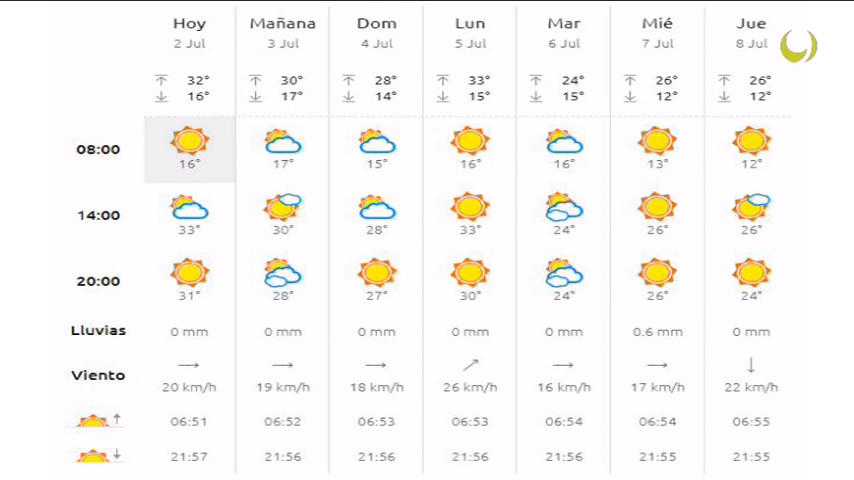 Hoy Mañana Dom Lun Mar Mié Jue
2 Jul 3 Jul 4 Jul 5 Jul 6 Jul 7 Jul 8 Jul
32° 30° 28° 33° 24° 26° 26°
16° 17° 14° 15° 15° 12° 12°
08:00
16° 17° 15° 16° 16° 13° 12°
14:00
33° 30° 28° 33° 24° 26° 26°
20:00
31° 28° 27° 30° 24° 26° 24°
Lluvias 0 mm 0 mm 0 mm 0 mm 0 mm 0.6 mm 0 mm
Viento
20 km/h 19 km/h 18 km/h 26 km/h 16 km/h 17 km/h 22 km/h
06:51 06:52 06:53 06:53 06:54 06:54 06:55
21:57 21:56 21:56 21:56 21:56 21:55 21:55